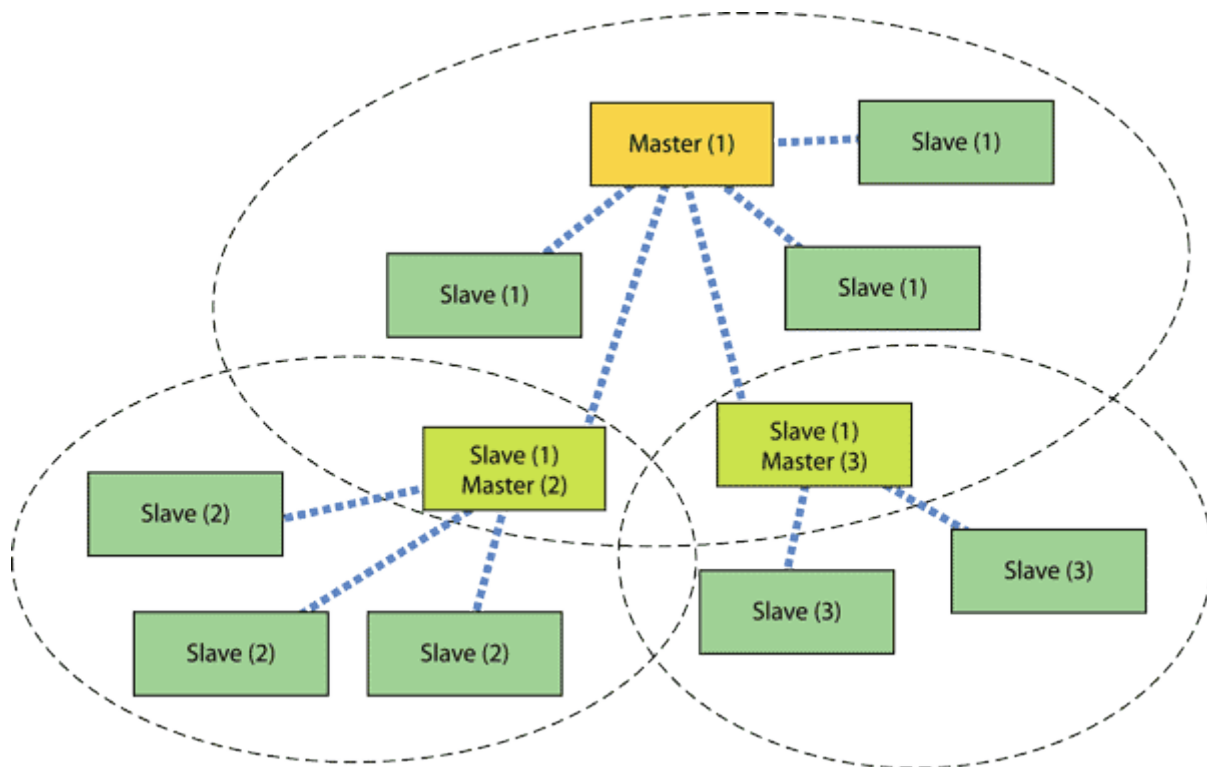 Master (1)
Slave (1)
Slave (1)
Slave (1)
Slave (1)
Master (2)
Slave (1)
Master (3)
Slave (2)
Slave (2)
Slave (2)
Slave (3)
Slave (3)